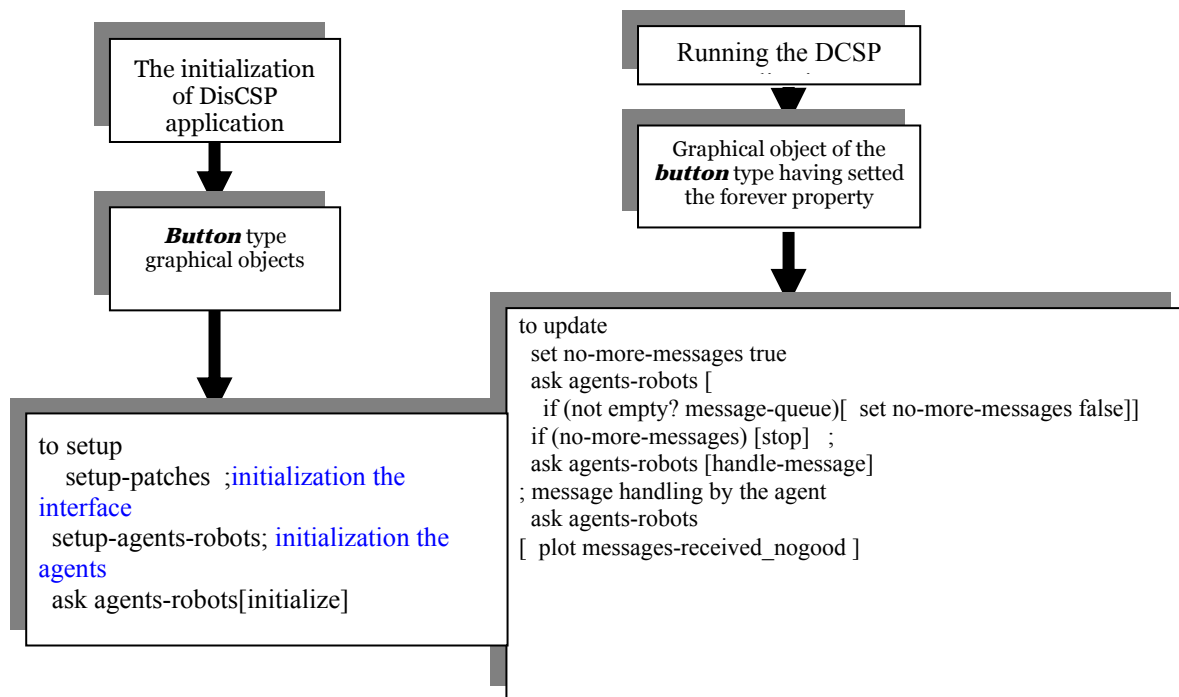 The initialization
of DisCSP
application
Button type
graphical objects
to setup
setup-patches ;initialization the
interface
setup-agents-robots; initialization the
agents
ask agents-robots[initialize]
Running the DCSP
Graphical object of the
button type having setted
the forever property
to update
set no-more-messages true
ask agents-robots [
if (not empty? message-queue)[ set no-more-messages false]]
if (no-more-messages) [stop] ;
ask agents-robots [handle-message]
; message handling by the agent
ask agents-robots
[ plot messages-received_nogood ]